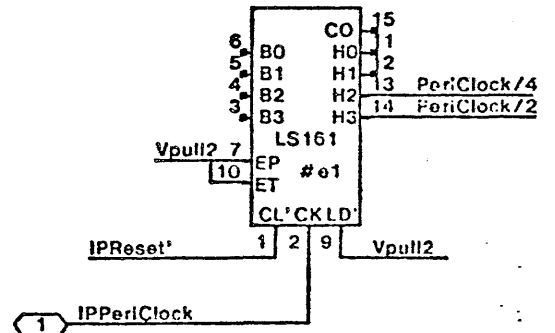 CO 15
6 B0 H0 1
5 B1 H1 2
4 B2 H2 13 PeriClock/4
3 B3 H3 14 PeriClock/2
LS161
Vpull2 7 EP
#e1
10 ET
CL' CK LD'
1 2 9 Vpull2
IPReset'
1 IPPeriClock